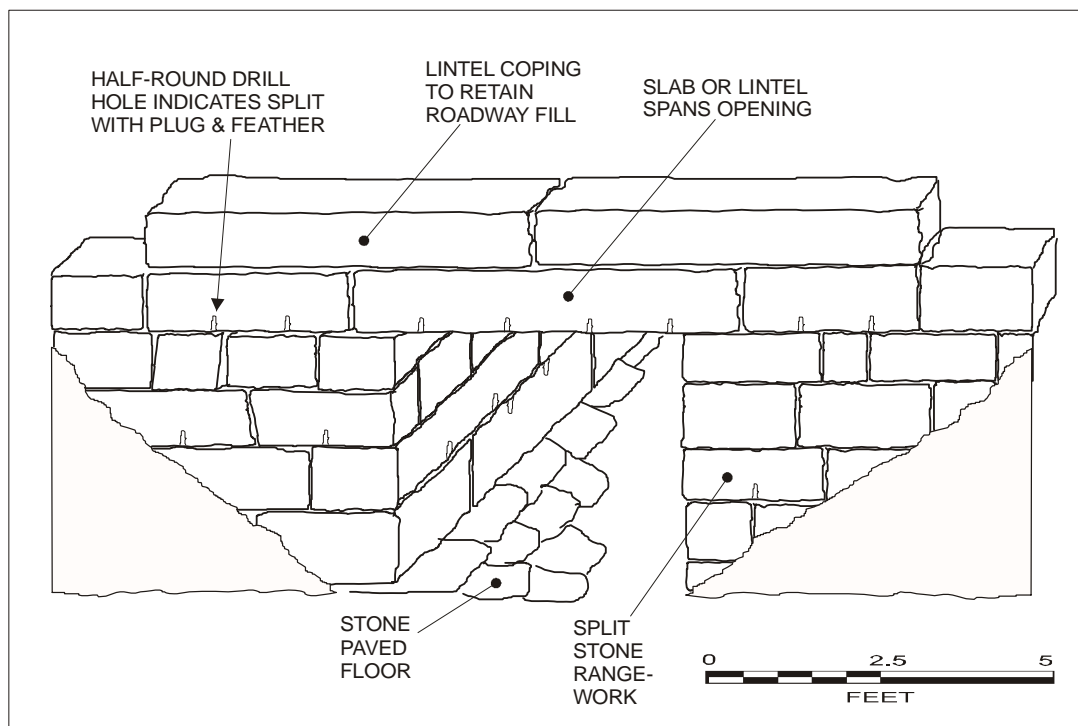 HALF-ROUND DRILL
HOLE INDICATES SPLIT
WITH PLUG & FEATHER
LINTEL COPING
TO RETAIN
ROADWAY FILL
SLAB OR LINTEL
SPANS OPENING
STONE
PAVED
FLOOR
SPLIT
STONE
RANGE-
WORK
0 2.5 5
FEET